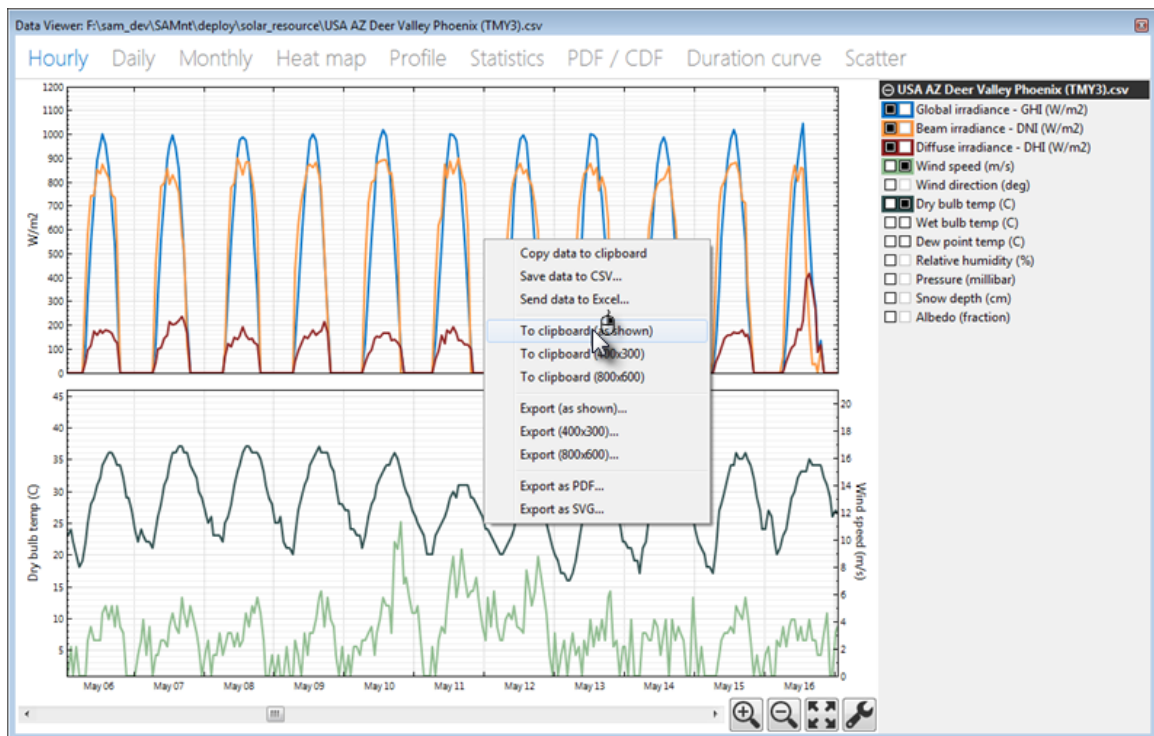 Data Viewer: F:\sam_dev\SAMnt\deploy\solar_resource\USA AZ Deer Valley Phoenix (TMY3).csv
Hourly Daily Monthly Heat map Profile Statistics PDF / CDF Duration curve Scatter
USA AZ Deer Valley Phoenix (TMY3).csv
Global irradiance - GHI (W/m2)
Beam irradiance - DNI (W/m2)
Diffuse irradiance - DHI (W/m2)
Wind speed (m/s)
Wind direction (deg)
Dry bulb temp (C)
Wet bulb temp (C)
Dew point temp (C)
Relative humidity (%)
Pressure (millibar)
Snow depth (cm)
Albedo (fraction)
W/m2
1200
1100
1000
900
800
700
600
500
400
300
200
100
0
Copy data to clipboard
Save data to CSV...
Send data to Excel...
To clipboard (as shown)
To clipboard (400x300)
To clipboard (800x600)
Export (as shown)...
Export (400x300)...
Export (800x600)...
Export as PDF...
Export as SVG...
Dry bulb temp (C)
45
40
35
30
25
20
15
10
5
20
18
16
14
12
10
8
6
4
2
0
Wind speed (m/s)
May 06 May 07 May 08 May 09 May 10 May 11 May 12 May 13 May 14 May 15 May 16